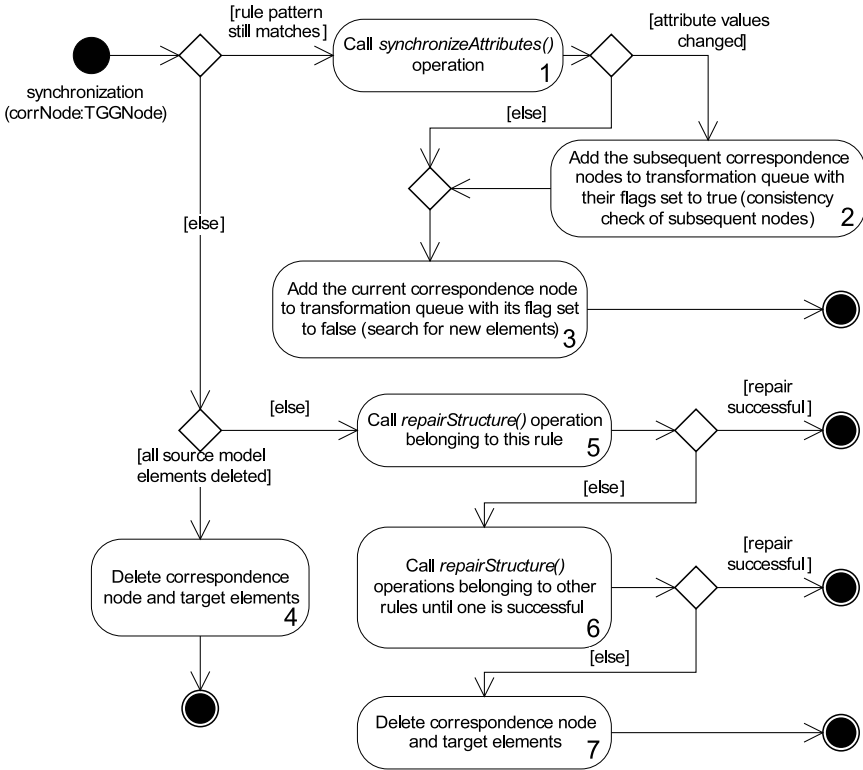 [rule pattern
still matches]
Call synchronizeAttributes()
operation
1
[attribute values
changed]
synchronization
(corrNode:TGGNode)
[else]
Add the subsequent correspondence
nodes to transformation queue with
their flags set to true (consistency
check of subsequent nodes)
2
[else]
Add the current correspondence node
to transformation queue with its flag set
to false (search for new elements)
3
[else]
Call repairStructure() operation
belonging to this rule
5
[repair
successful]
[all source model
elements deleted]
[else]
Delete correspondence
node and target elements
4
Call repairStructure()
operations belonging to other
rules until one is successful
6
[repair
successful]
[else]
Delete correspondence node
and target elements
7